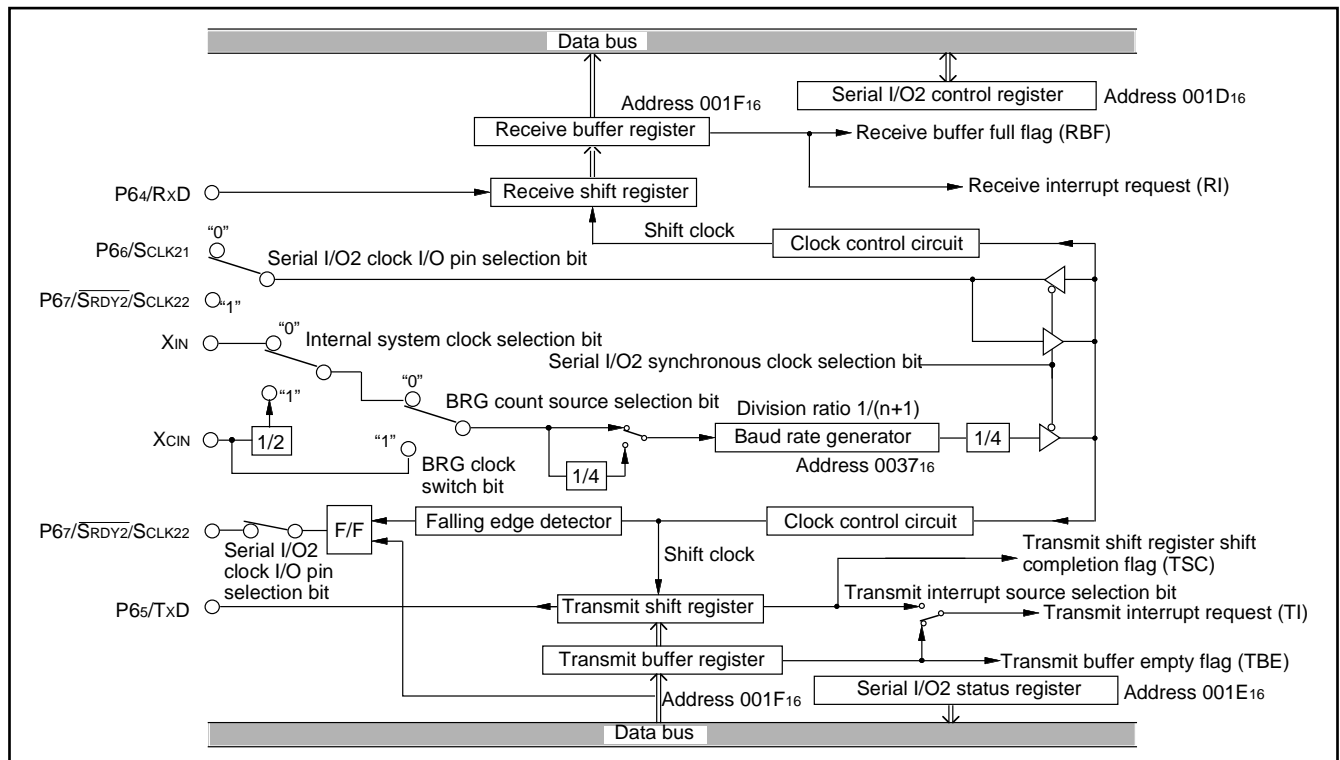 Data bus
Serial I/O2 control register
Address 001D16
Address 001F16
Receive buffer register
Receive buffer full flag (RBF)
P64/RXD
Receive shift register
Receive interrupt request (RI)
Shift clock
Clock control circuit
P66/SCLK21
“0”
Serial I/O2 clock I/O pin selection bit
P67/SRDY2/SCLK22
“1”
XIN
“0”
Internal system clock selection bit
Serial I/O2 synchronous clock selection bit
“1”
“0”
BRG count source selection bit
Division ratio 1/(n+1)
XCIN
1/2
“1”
Baud rate generator
1/4
BRG clock
switch bit
1/4
Address 003716
P67/SRDY2/SCLK22
F/F
Falling edge detector
Clock control circuit
Serial I/O2
clock I/O pin
selection bit
Shift clock
Transmit shift register shift
completion flag (TSC)
P65/TXD
Transmit shift register
Transmit interrupt source selection bit
Transmit interrupt request (TI)
Transmit buffer register
Transmit buffer empty flag (TBE)
Address 001F16
Serial I/O2 status register
Address 001E16
Data bus